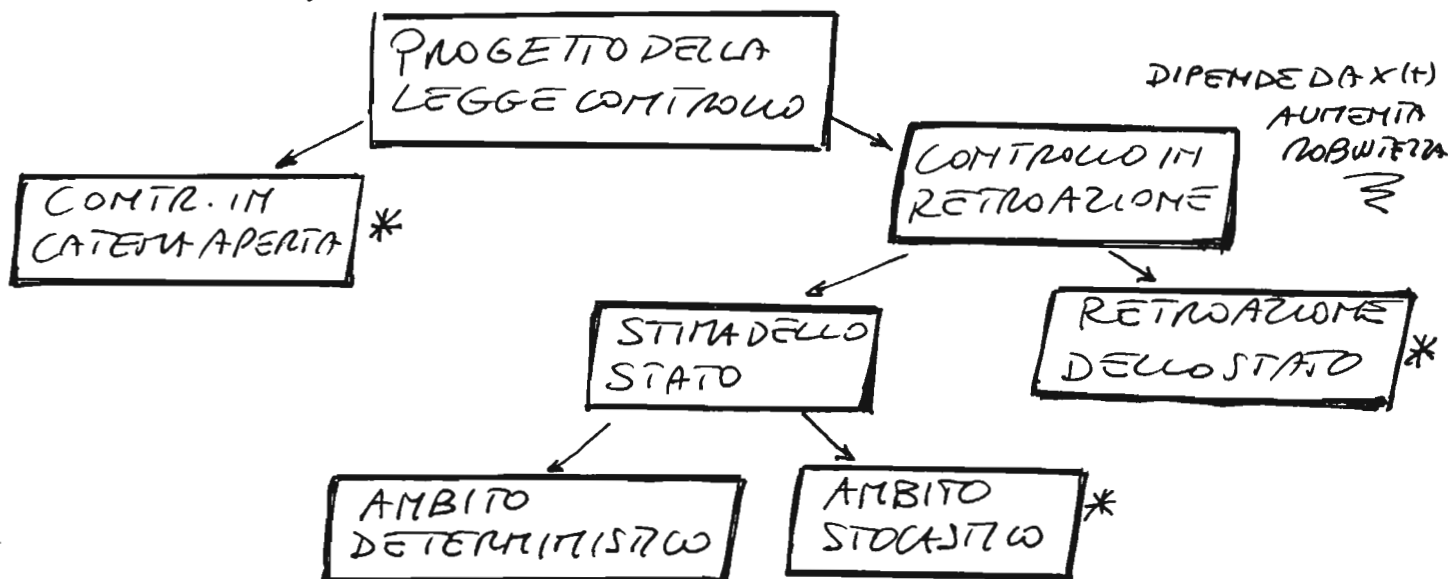 PROGETTO DELLA
LEGGE CONTROLLO
DIPENDE DA X(t)
AUMENTA
ROBUSTEZZA
CONTR. IN
CATENA APERTA *
CONTROLLO IN
RETROAZIONE
STIMA DELLO
STATO
RETROAZIONE
DELLO STATO *
AMBITO
DETERMINISTICO
AMBITO
STOCASTICO *